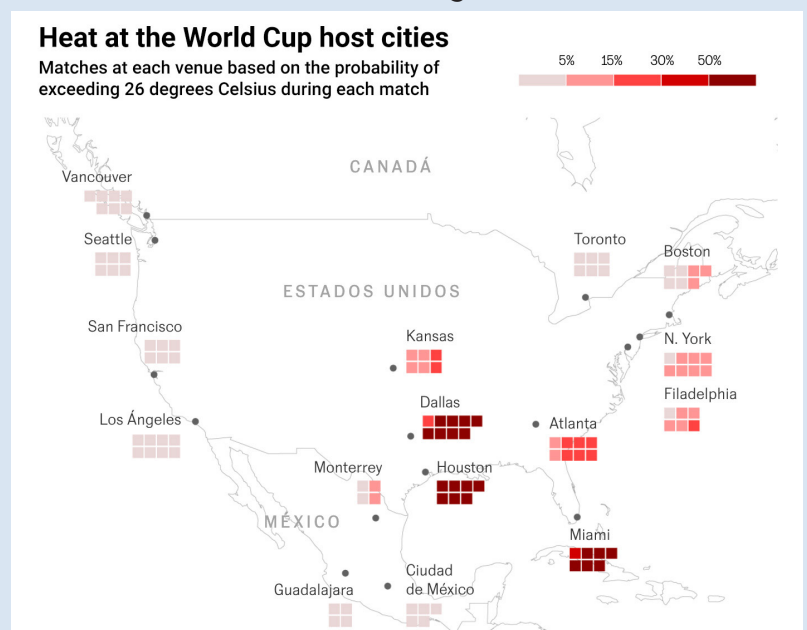 Heat at the World Cup host cities
Matches at each venue based on the probability of
exceeding 26 degrees Celsius during each match
5% 15% 30% 50%
CANADÁ
Vancouver
Seattle
Toronto
Boston
ESTADOS UNIDOS
San Francisco
Kansas
N. York
Dallas
Filadelphia
Los Ángeles
Atlanta
Monterrey
Houston
MÉXICO
Miami
Ciudad
de México
Guadalajara